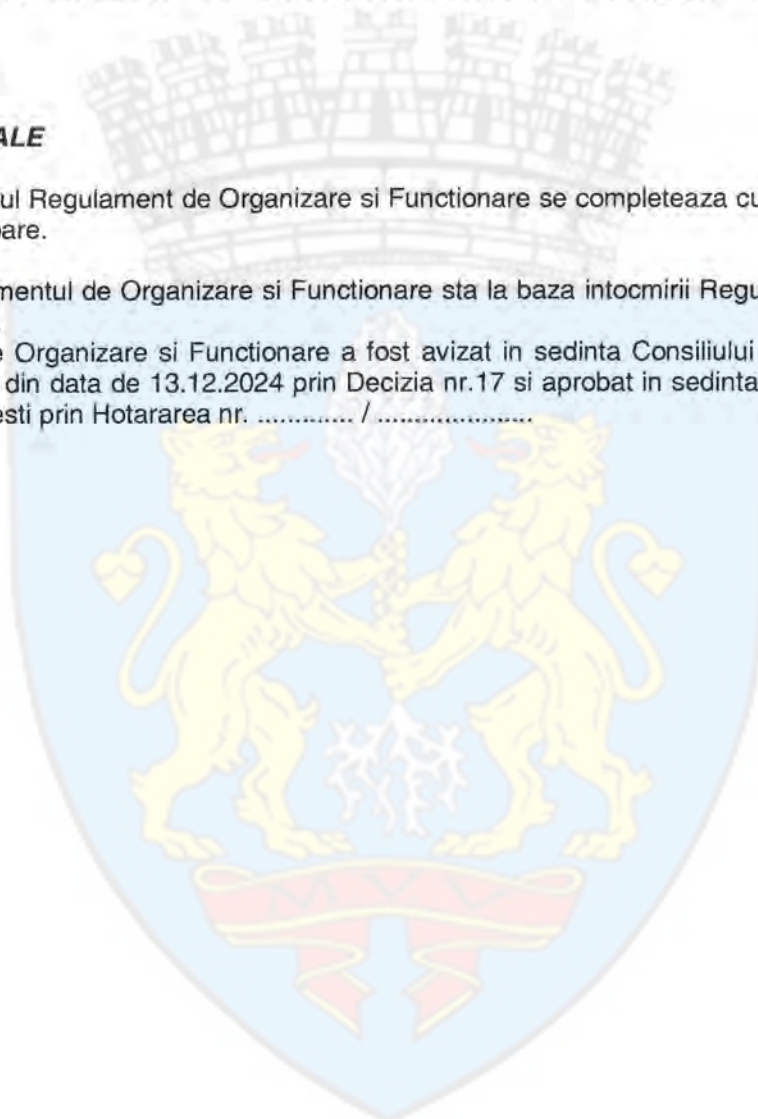 ALE
ul Regulament de Organizare si Functionare se completeaza cu
are.
mentul de Organizare si Functionare sta la baza intocmirii Regu
e Organizare si Functionare a fost avizat in sedinta Consiliului
din data de 13.12.2024 prin Decizia nr.17 si aprobat in sedinta
esti prin Hotararea nr. ............. / .....................
MVV